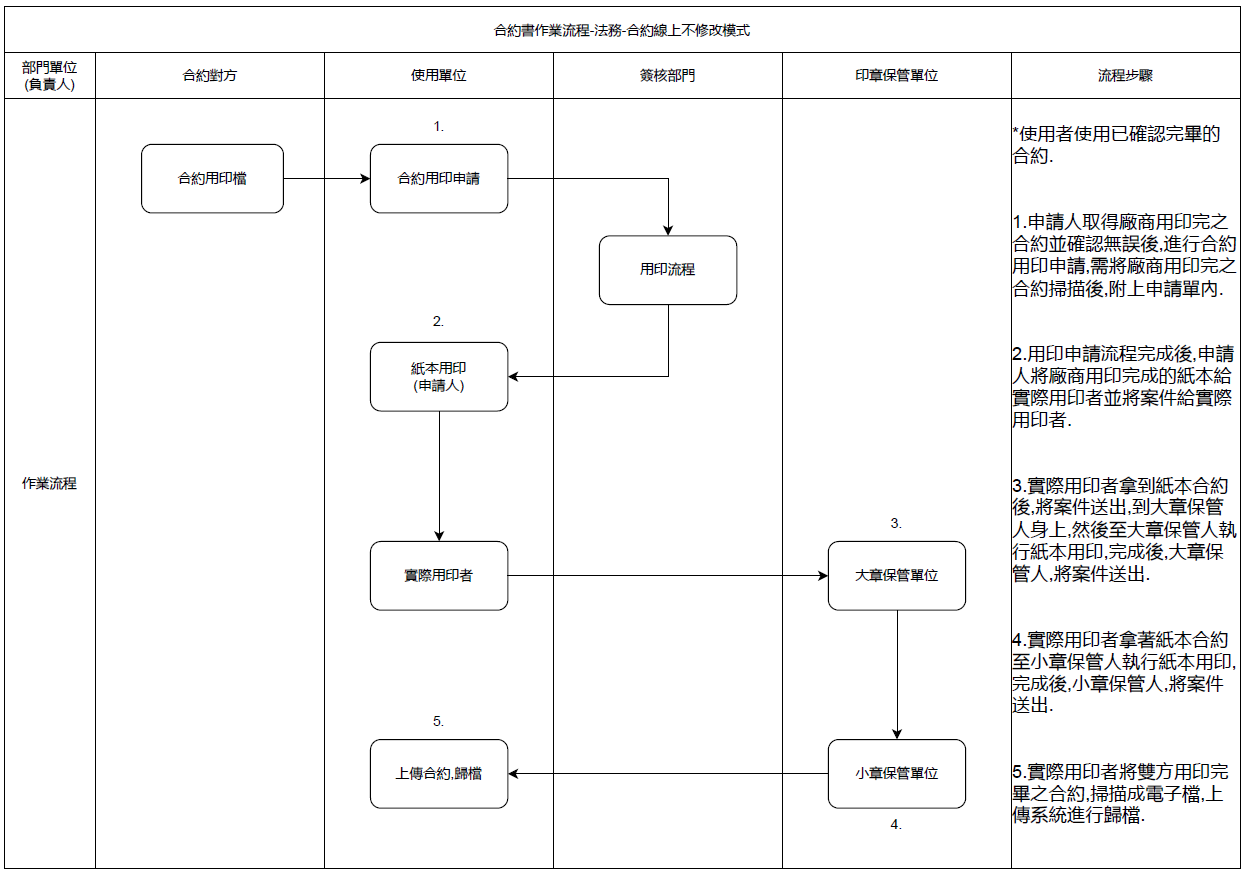 合約書作業流程-法務-合約線上不修改模式
部門單位
(負責人)
合約對方
使用單位
簽核部門
印章保管單位
流程步驟
作業流程
合約用印檔
1.
合約用印申請
用印流程
2.
紙本用印
(申請人)
實際用印者
3.
大章保管單位
小章保管單位
4.
5.
上傳合約,歸檔
*使用者使用已確認完畢的
合約.
1.申請人取得廠商用印完之
合約並確認無誤後,進行合約
用印申請,需將廠商用印完之
合約掃描後,附上申請單內.
2.用印申請流程完成後,申請
人將廠商用印完成的紙本給
實際用印者並將案件給實際
用印者.
3.實際用印者拿到紙本合約
後,將案件送出,到大章保管
人身上,然後至大章保管人執
行紙本用印,完成後,大章保
管人,將案件送出.
4.實際用印者拿著紙本合約
至小章保管人執行紙本用印,
完成後,小章保管人,將案件
送出.
5.實際用印者將雙方用印完
畢之合約,掃描成電子檔,上
傳系統進行歸檔.